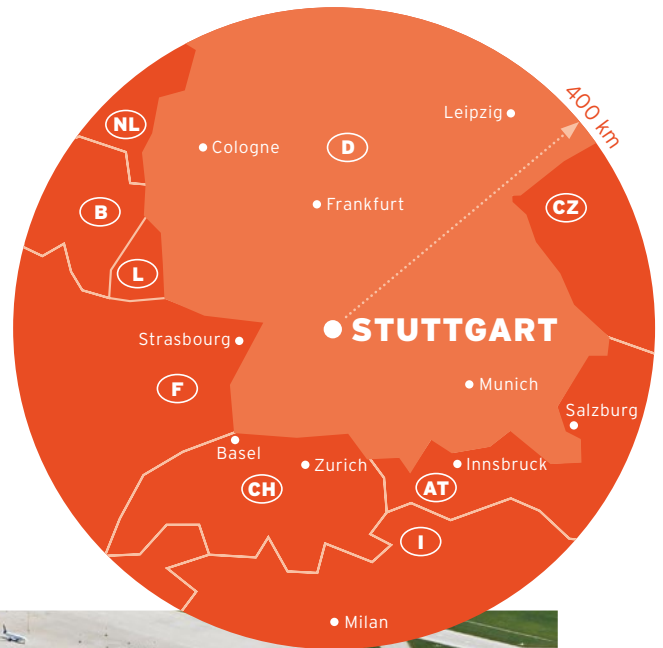 400 km
Leipzig
NL
Cologne
D
Frankfurt
B
CZ
L
STUTTGART
Strasbourg
F
Munich
Salzburg
Basel
Zurich
Innsbruck
CH
AT
I
Milan